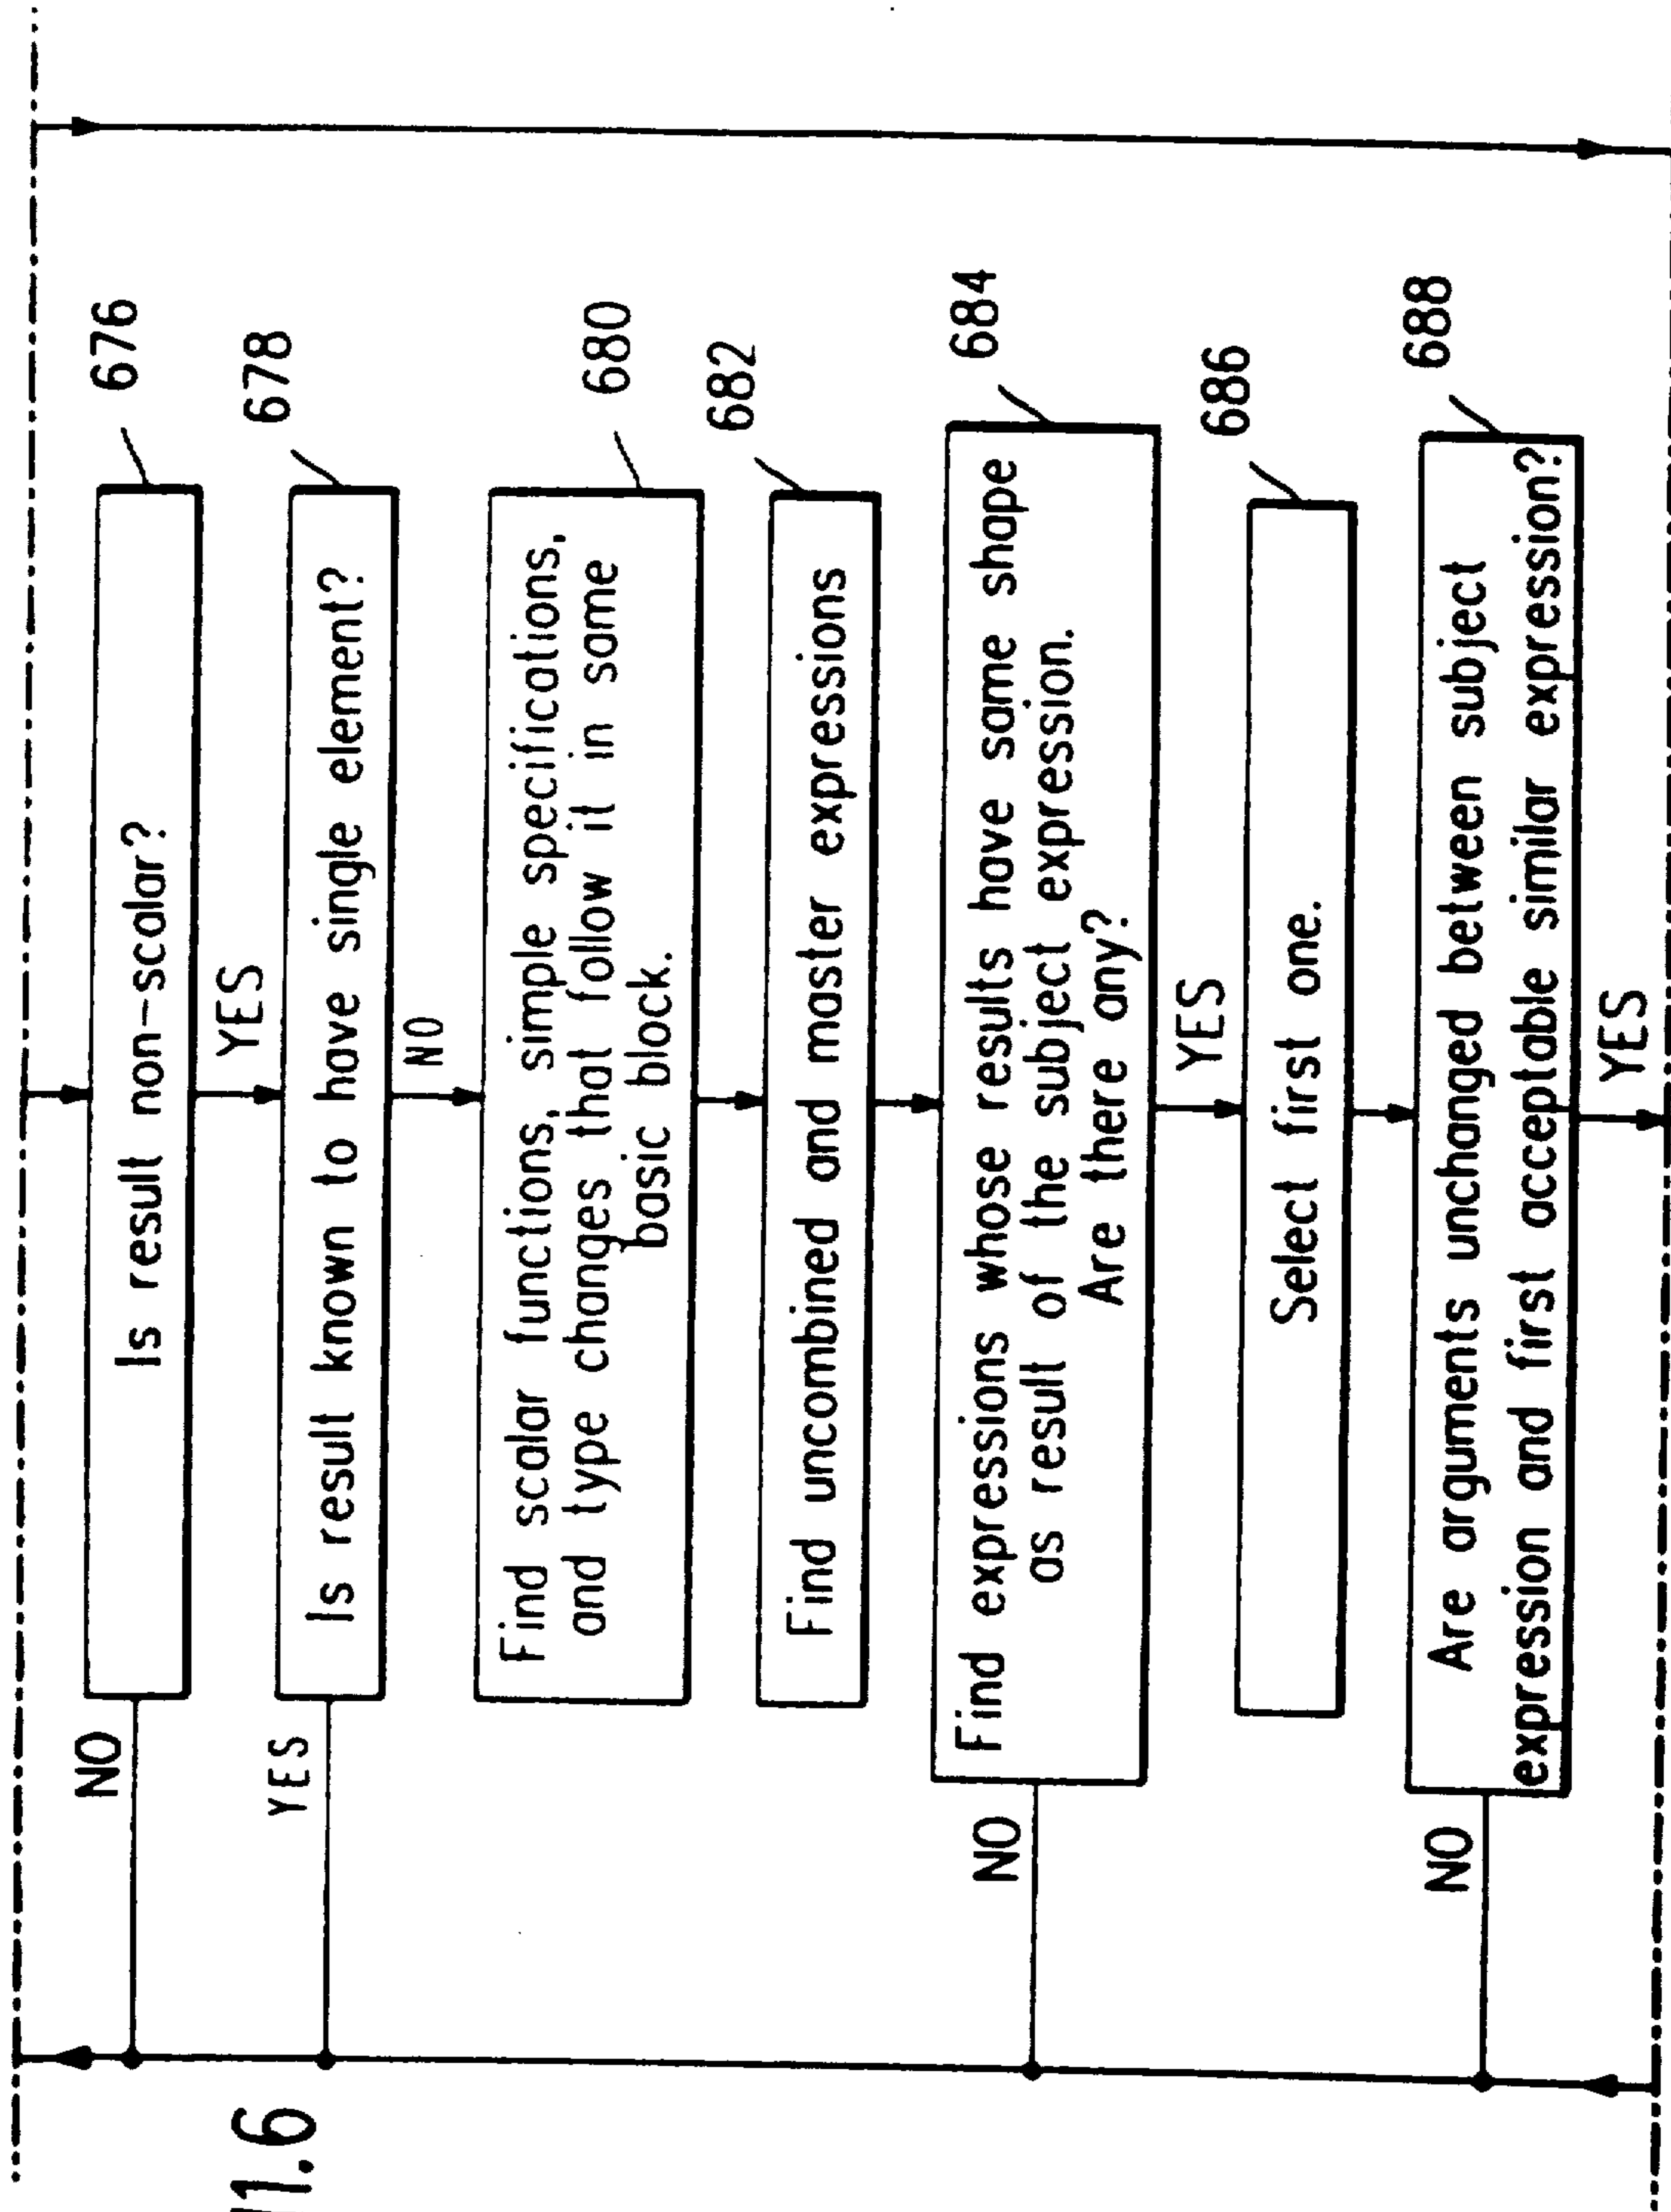 676
Is result non-scalar?
NO
YES
678
Is result known to have single element?
YES
NO
680
Find scalar functions, simple specifications,
and type changes that follow it in same
basic block.
682
Find uncombined and master expressions
684
Find expressions whose results have same shape
as result of the subject expression.
Are there any?
NO
YES
686
Select first one.
688
Are arguments unchanged between subject
expression and first acceptable similar expression?
NO
YES
11.6